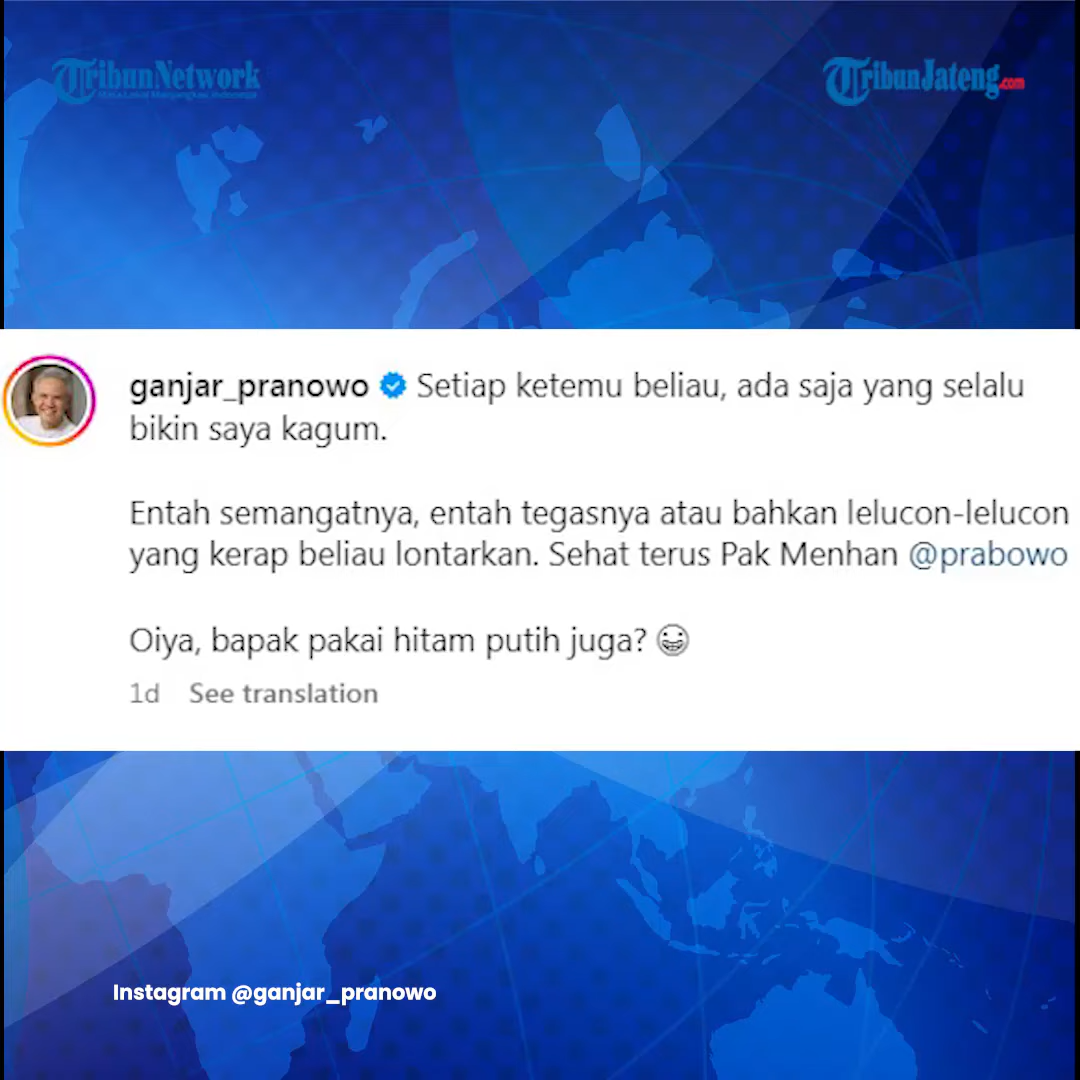 TribunNetwork
TribunJateng.com
ganjar_pranowo Setiap ketemu beliau, ada saja yang selalu
bikin saya kagum.
Entah semangatnya, entah tegasnya atau bahkan lelucon-lelucon
yang kerap beliau lontarkan. Sehat terus Pak Menhan @prabowo
Oiya, bapak pakai hitam putih juga? 😀
1d See translation
Instagram @ganjar_pranowo